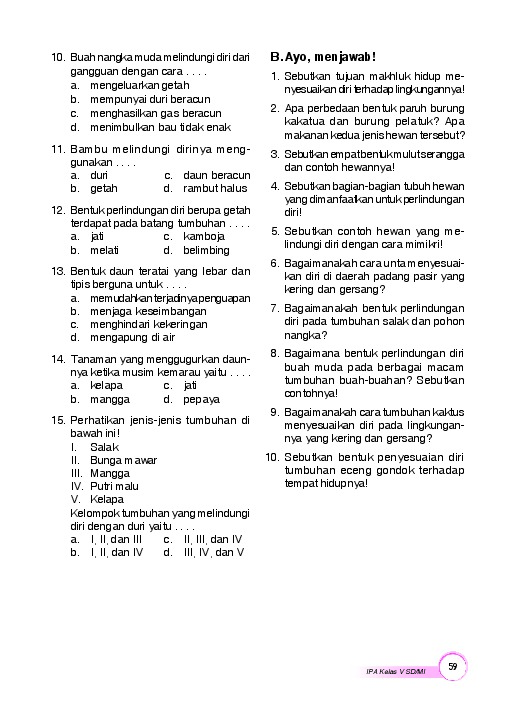 10. Buah nangka muda melindungi diri dari
gangguan dengan cara . . . .
a. mengeluarkan getah
b. mempunyai duri beracun
c. menghasilkan gas beracun
d. menimbulkan bau tidak enak
11. Bambu melindungi dirinya meng-
gunakan . . . .
a. duri c. daun beracun
b. getah d. rambut halus
12. Bentuk perlindungan diri berupa getah
terdapat pada batang tumbuhan . . . .
a. jati c. kamboja
b. melati d. belimbing
13. Bentuk daun teratai yang lebar dan
tipis berguna untuk . . . .
a. memudahkan terjadinya penguapan
b. menjaga keseimbangan
c. menghindari kekeringan
d. mengapung di air
14. Tanaman yang menggugurkan daun-
nya ketika musim kemarau yaitu . . . .
a. kelapa c. jati
b. mangga d. pepaya
15. Perhatikan jenis-jenis tumbuhan di
bawah ini!
I. Salak
II. Bunga mawar
III. Mangga
IV. Putri malu
V. Kelapa
Kelompok tumbuhan yang melindungi
diri dengan duri yaitu . . . .
a. I, II, dan III c. II, III, dan IV
b. I, II, dan IV d. III, IV, dan V
B. Ayo, menjawab!
1. Sebutkan tujuan makhluk hidup me-
nyesuaikan diri terhadap lingkungannya!
2. Apa perbedaan bentuk paruh burung
kakatua dan burung pelatuk? Apa
makanan kedua jenis hewan tersebut?
3. Sebutkan empat bentuk mulut serangga
dan contoh hewannya!
4. Sebutkan bagian-bagian tubuh hewan
yang dimanfaatkan untuk perlindungan
diri!
5. Sebutkan contoh hewan yang me-
lindungi diri dengan cara mimikri!
6. Bagaimanakah cara unta menyesuai-
kan diri di daerah padang pasir yang
kering dan gersang?
7. Bagaimanakah bentuk perlindungan
diri pada tumbuhan salak dan pohon
nangka?
8. Bagaimana bentuk perlindungan diri
buah muda pada berbagai macam
tumbuhan buah-buahan? Sebutkan
contohnya!
9. Bagaimanakah cara tumbuhan kaktus
menyesuaikan diri pada lingkungan-
nya yang kering dan gersang?
10. Sebutkan bentuk penyesuaian diri
tumbuhan eceng gondok terhadap
tempat hidupnya!
IPA Kelas V SD/MI 59